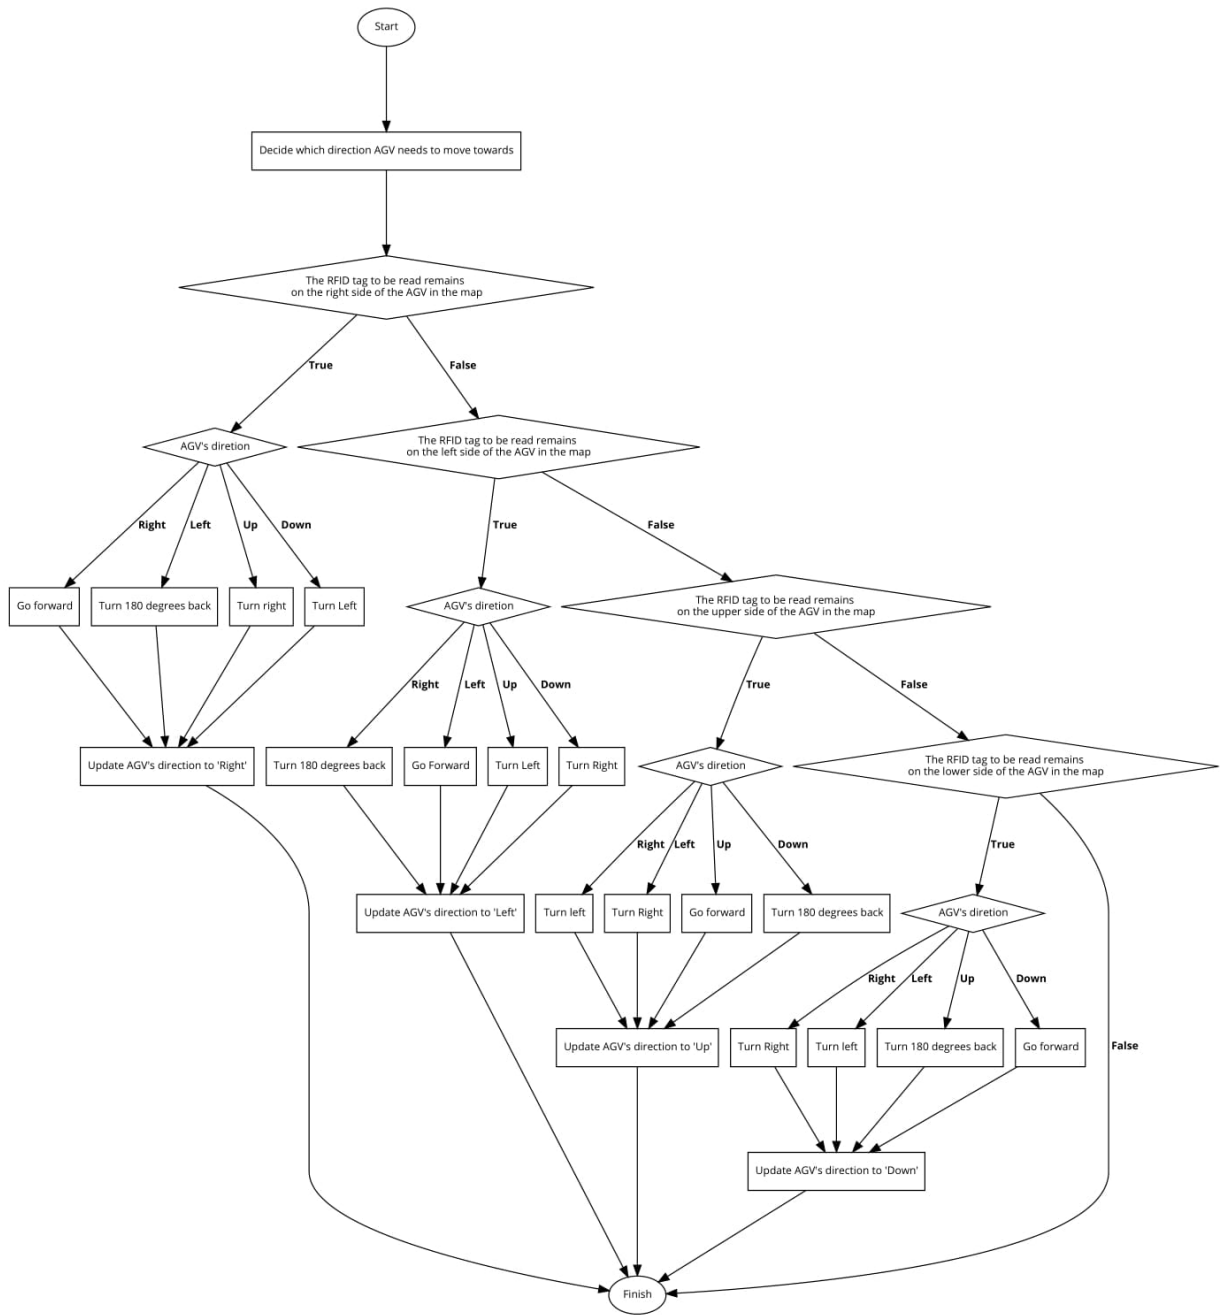 Start
Decide which direction AGV needs to move towards
The RFID tag to be read remains
on the right side of the AGV in the map
True
False
AGV's diretion
The RFID tag to be read remains
on the left side of the AGV in the map
Right
Left
Up
Down
True
False
Go forward
Turn 180 degrees back
Turn right
Turn Left
AGV's diretion
The RFID tag to be read remains
on the upper side of the AGV in the map
Right
Left
Up
Down
True
False
Update AGV's direction to 'Right'
Turn 180 degrees back
Go Forward
Turn Left
Turn Right
AGV's diretion
The RFID tag to be read remains
on the lower side of the AGV in the map
Right
Left
Up
Down
True
Update AGV's direction to 'Left'
Turn left
Turn Right
Go forward
Turn 180 degrees back
AGV's diretion
Right
Left
Up
Down
Update AGV's direction to 'Up'
Turn Right
Turn left
Turn 180 degrees back
Go forward
False
Update AGV's direction to 'Down'
Finish